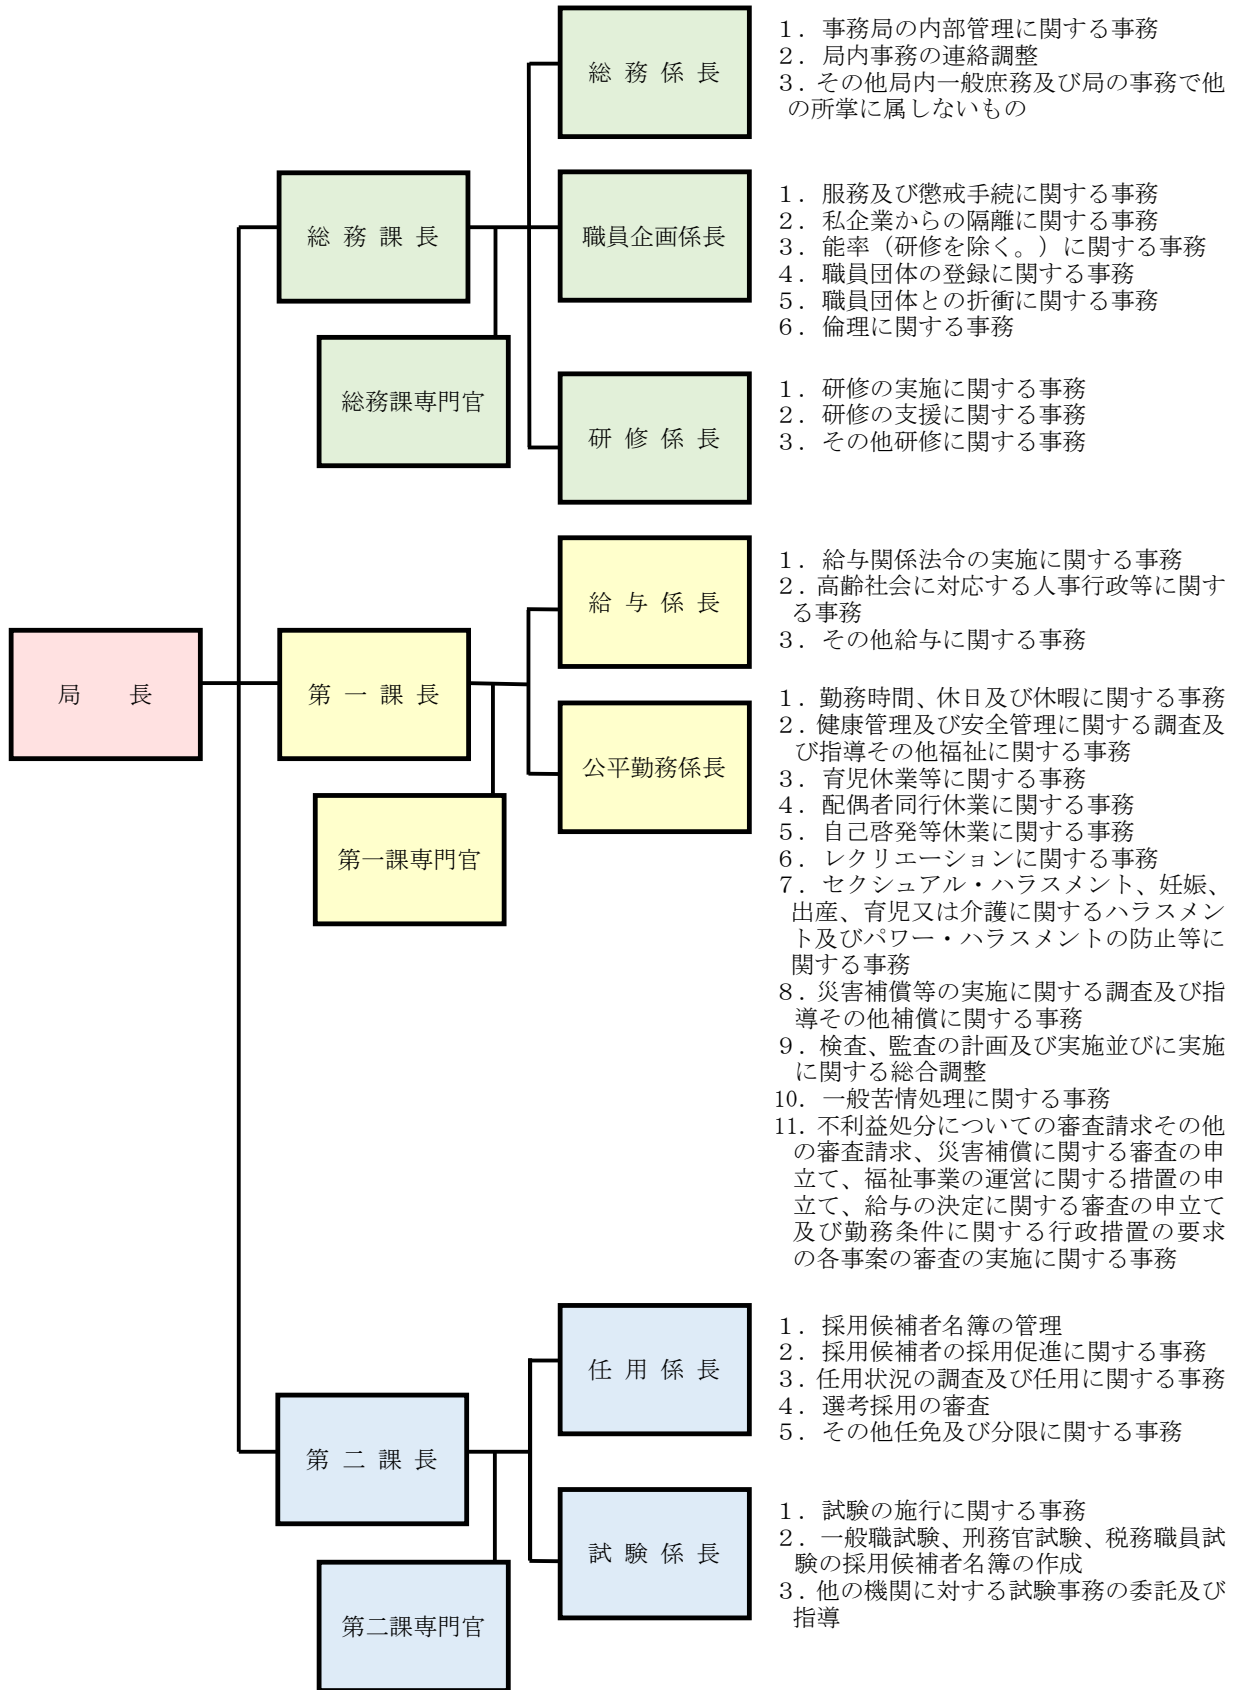 総務係長
１．事務局の内部管理に関する事務
２．局内事務の連絡調整
３．その他局内一般庶務及び局の事務で他
の所掌に属しないもの
総務課長
職員企画係長
１．服務及び懲戒手続に関する事務
２．私企業からの隔離に関する事務
３．能率（研修を除く。）に関する事務
４．職員団体の登録に関する事務
５．職員団体との折衝に関する事務
６．倫理に関する事務
総務課専門官
研修係長
１．研修の実施に関する事務
２．研修の支援に関する事務
３．その他研修に関する事務
給与係長
１．給与関係法令の実施に関する事務
２．高齢社会に対応する人事行政等に関す
る事務
３．その他給与に関する事務
局　　長
第一課長
公平勤務係長
１．勤務時間、休日及び休暇に関する事務
２．健康管理及び安全管理に関する調査及
び指導その他福祉に関する事務
３．育児休業等に関する事務
４．配偶者同行休業に関する事務
５．自己啓発等休業に関する事務
６．レクリエーションに関する事務
７．セクシュアル・ハラスメント、妊娠、
出産、育児又は介護に関するハラスメン
ト及びパワー・ハラスメントの防止等に
関する事務
８．災害補償等の実施に関する調査及び指
導その他補償に関する事務
９．検査、監査の計画及び実施並びに実施
に関する総合調整
10．一般苦情処理に関する事務
11．不利益処分についての審査請求その他
の審査請求、災害補償に関する審査の申
立て、福祉事業の運営に関する措置の申
立て、給与の決定に関する審査の申立て
及び勤務条件に関する行政措置の要求
の各事案の審査の実施に関する事務
第一課専門官
任用係長
１．採用候補者名簿の管理
２．採用候補者の採用促進に関する事務
３．任用状況の調査及び任用に関する事務
４．選考採用の審査
５．その他任免及び分限に関する事務
第二課長
試験係長
１．試験の施行に関する事務
２．一般職試験、刑務官試験、税務職員試
験の採用候補者名簿の作成
３．他の機関に対する試験事務の委託及び
指導
第二課専門官